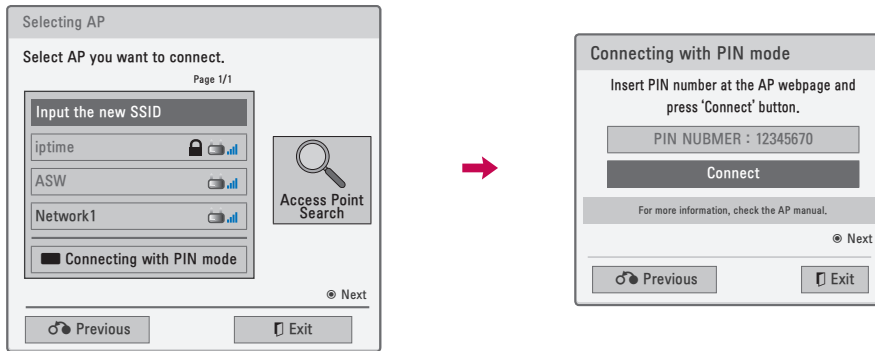 Selecting AP
Select AP you want to connect.
Page 1/1
Input the new SSID
iptime
ASW
Network1
Connecting with PIN mode
Access Point
Search
Next
Previous
Exit
Connecting with PIN mode
Insert PIN number at the AP webpage and
press 'Connect' button.
PIN NUBMER : 12345670
Connect
For more information, check the AP manual.
Next
Previous
Exit